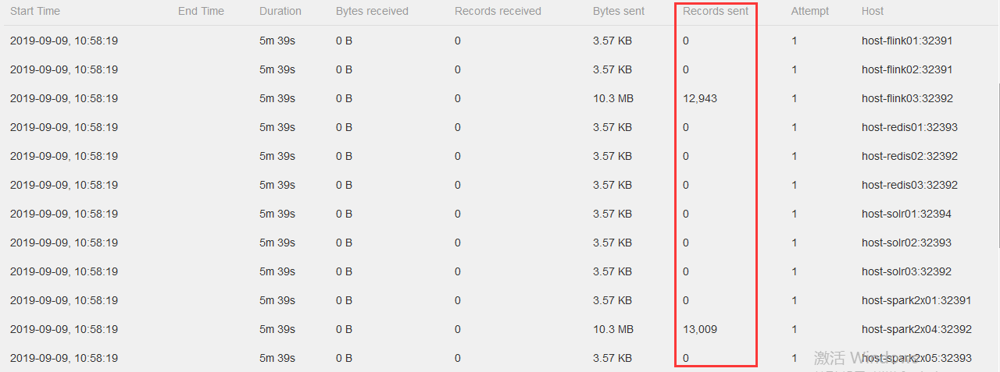 Start Time End Time Duration Bytes received Records received Bytes sent Records sent Attempt Host
2019-09-09, 10:58:19 5m 39s 0 B 0 3.57 KB 0 1 host-flink01:32391
2019-09-09, 10:58:19 5m 39s 0 B 0 3.57 KB 0 1 host-flink02:32391
2019-09-09, 10:58:19 5m 39s 0 B 0 10.3 MB 12,943 1 host-flink03:32392
2019-09-09, 10:58:19 5m 39s 0 B 0 3.57 KB 0 1 host-redis01:32393
2019-09-09, 10:58:19 5m 39s 0 B 0 3.57 KB 0 1 host-redis02:32392
2019-09-09, 10:58:19 5m 39s 0 B 0 3.57 KB 0 1 host-redis03:32392
2019-09-09, 10:58:19 5m 39s 0 B 0 3.57 KB 0 1 host-solr01:32394
2019-09-09, 10:58:19 5m 39s 0 B 0 3.57 KB 0 1 host-solr02:32393
2019-09-09, 10:58:19 5m 39s 0 B 0 3.57 KB 0 1 host-solr03:32392
2019-09-09, 10:58:19 5m 39s 0 B 0 3.57 KB 0 1 host-spark2x01:32391
2019-09-09, 10:58:19 5m 39s 0 B 0 10.3 MB 13,009 1 host-spark2x04:32392
2019-09-09, 10:58:19 5m 39s 0 B 0 3.57 KB 0 1 host-spark2x05:32393
激活 Windows